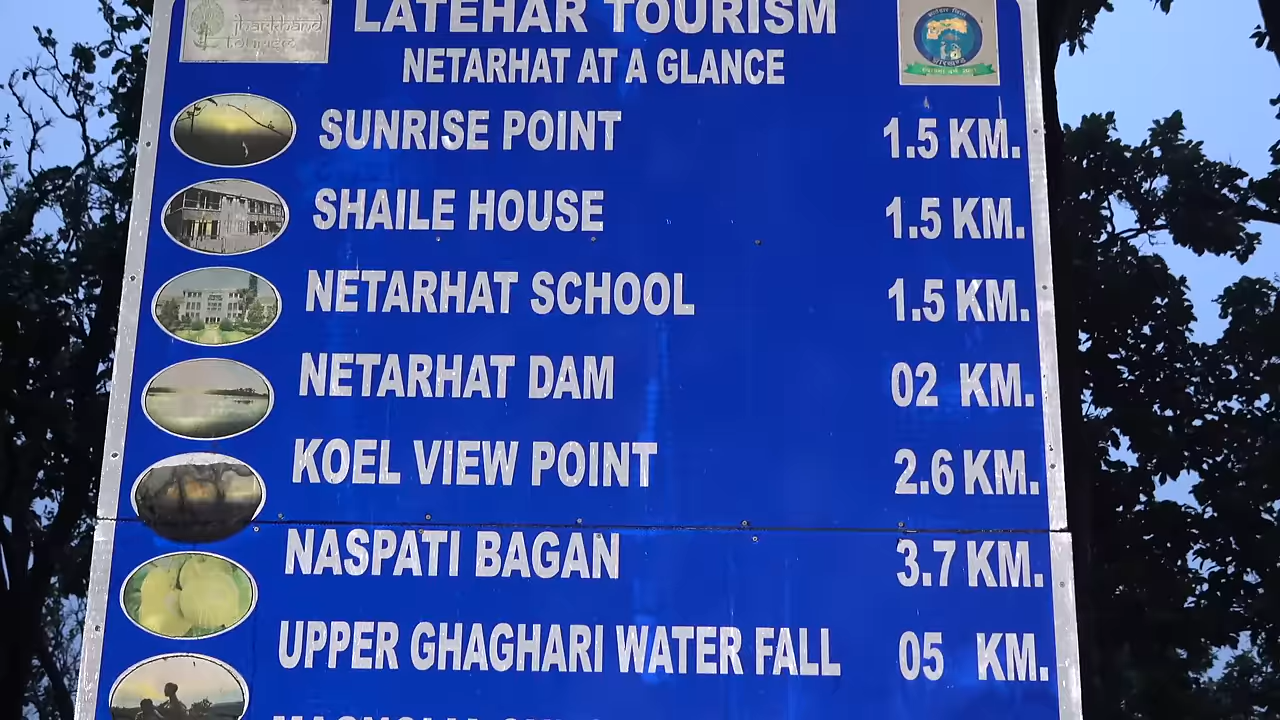 jharkhand
tourism
LATEHAR TOURISM
NETARHAT AT A GLANCE
SUNRISE POINT 1.5 KM.
SHAILE HOUSE 1.5 KM.
NETARHAT SCHOOL 1.5 KM.
NETARHAT DAM 02 KM.
KOEL VIEW POINT 2.6 KM.
NASPATI BAGAN 3.7 KM.
UPPER GHAGHARI WATER FALL 05 KM.